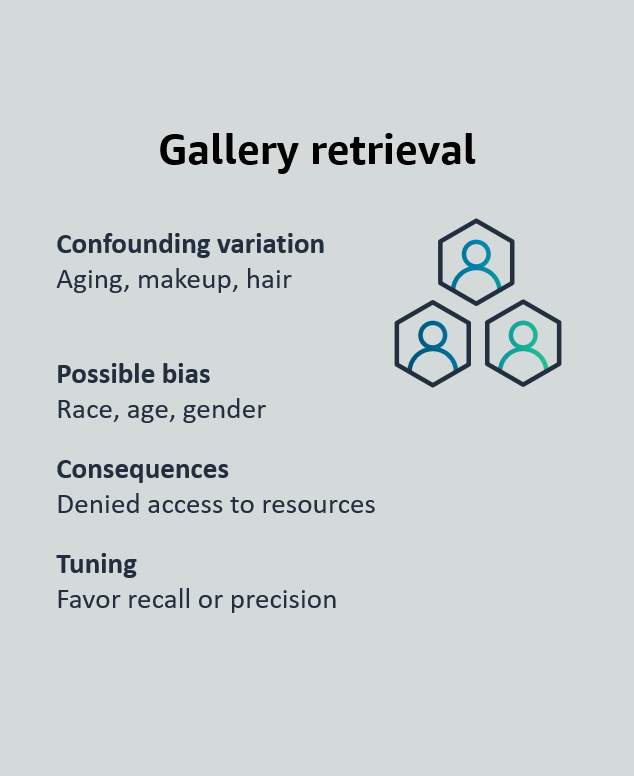 Gallery retrieval
Confounding variation
Aging, makeup, hair
Possible bias
Race, age, gender
Consequences
Denied access to resources
Tuning
Favor recall or precision